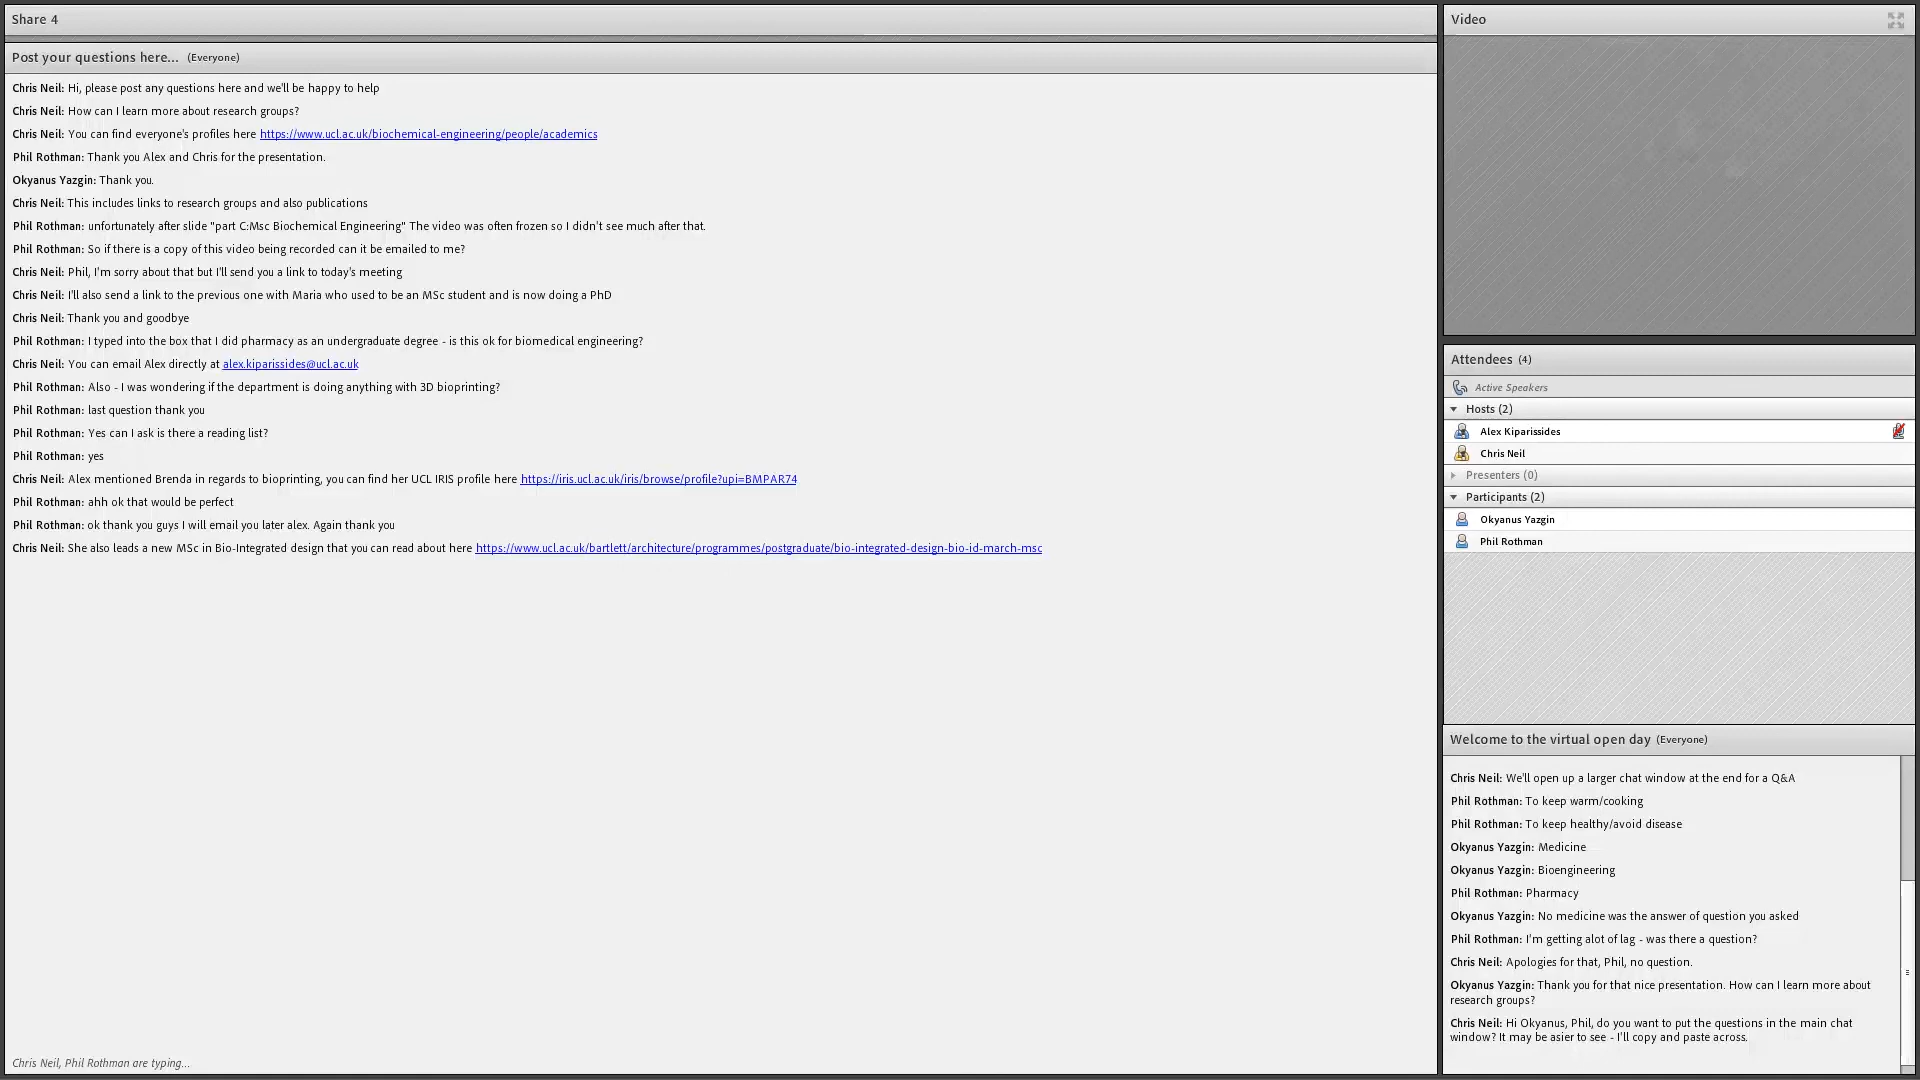 Share 4
Post your questions here... (Everyone)
Chris Neil: Hi, please post any questions here and we'll be happy to help
Chris Neil: How can I learn more about research groups?
Chris Neil: You can find everyone's profiles here https://www.ucl.ac.uk/biochemical-engineering/people/academics
Phil Rothman: Thank you Alex and Chris for the presentation.
Okyanus Yazgin: Thank you.
Chris Neil: This includes links to research groups and also publications
Phil Rothman: unfortunately after slide "part C:Msc Biochemical Engineering" The video was often frozen so I didn't see much after that.
Phil Rothman: So if there is a copy of this video being recorded can it be emailed to me?
Chris Neil: Phil, I'm sorry about that but I'll send you a link to today's meeting
Chris Neil: I'll also send a link to the previous one with Maria who used to be an MSc student and is now doing a PhD
Chris Neil: Thank you and goodbye
Phil Rothman: I typed into the box that I did pharmacy as an undergraduate degree - is this ok for biomedical engineering?
Chris Neil: You can email Alex directly at alex.kiparissides@ucl.ac.uk
Phil Rothman: Also - I was wondering if the department is doing anything with 3D bioprinting?
Phil Rothman: last question thank you
Phil Rothman: Yes can I ask is there a reading list?
Phil Rothman: yes
Chris Neil: Alex mentioned Brenda in regards to bioprinting, you can find her UCL IRIS profile here https://iris.ucl.ac.uk/iris/browse/profile?upi=BMPAR74
Phil Rothman: ahh ok that would be perfect
Phil Rothman: ok thank you guys I will email you later alex. Again thank you
Chris Neil: She also leads a new MSc in Bio-Integrated design that you can read about here https://www.ucl.ac.uk/bartlett/architecture/programmes/postgraduate/bio-integrated-design-bio-id-march-msc
Chris Neil, Phil Rothman are typing...
Video
Attendees (4)
Active Speakers
Hosts (2)
Alex Kiparissides
Chris Neil
Presenters (0)
Participants (2)
Okyanus Yazgin
Phil Rothman
Welcome to the virtual open day (Everyone)
Chris Neil: We'll open up a larger chat window at the end for a Q&A
Phil Rothman: To keep warm/cooking
Phil Rothman: To keep healthy/avoid disease
Okyanus Yazgin: Medicine
Okyanus Yazgin: Bioengineering
Phil Rothman: Pharmacy
Okyanus Yazgin: No medicine was the answer of question you asked
Phil Rothman: I'm getting alot of lag - was there a question?
Chris Neil: Apologies for that, Phil, no question.
Okyanus Yazgin: Thank you for that nice presentation. How can I learn more about
research groups?
Chris Neil: Hi Okyanus, Phil, do you want to put the questions in the main chat
window? It may be asier to see - I'll copy and paste across.